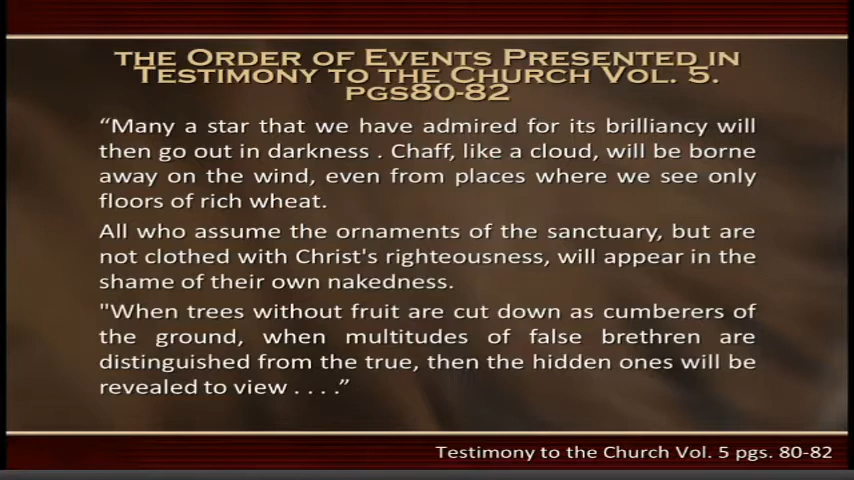 THE ORDER OF EVENTS PRESENTED IN
TESTIMONY TO THE CHURCH VOL. 5.
PGS80-82
“Many a star that we have admired for its brilliancy will
then go out in darkness . Chaff, like a cloud, will be borne
away on the wind, even from places where we see only
floors of rich wheat.
All who assume the ornaments of the sanctuary, but are
not clothed with Christ's righteousness, will appear in the
shame of their own nakedness.
"When trees without fruit are cut down as cumberers of
the ground, when multitudes of false brethren are
distinguished from the true, then the hidden ones will be
revealed to view . . . .”
Testimony to the Church Vol. 5 pgs. 80-82